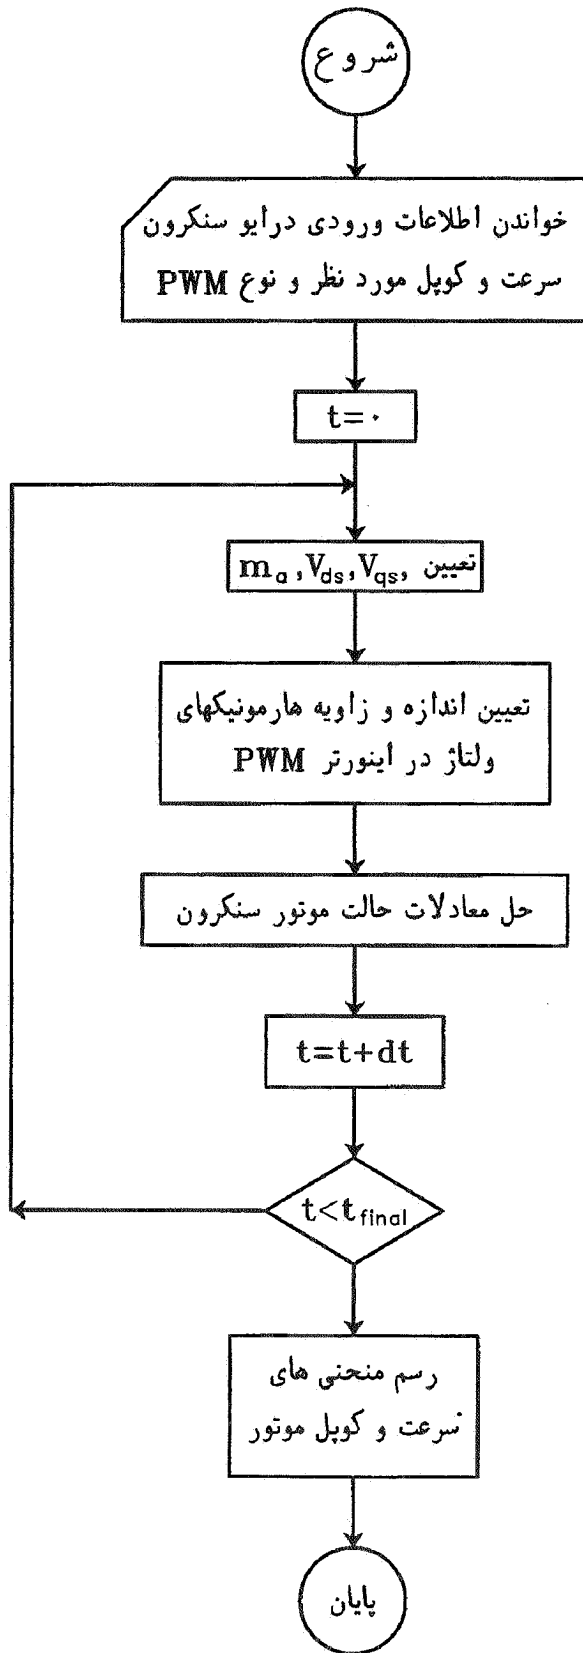 شروع
خواندن اطلاعات ورودی درایو سنکرون
سرعت و کوپل مورد نظر و نوع PWM
t=۰
تعیین m_a, V_ds, V_qs,
تعیین اندازه و زاویه هارمونیکهای
ولتاژ در اینورتر PWM
حل معادلات حالت موتور سنکرون
t=t+dt
t<t_final
رسم منحنی های
سرعت و کوپل موتور
پایان